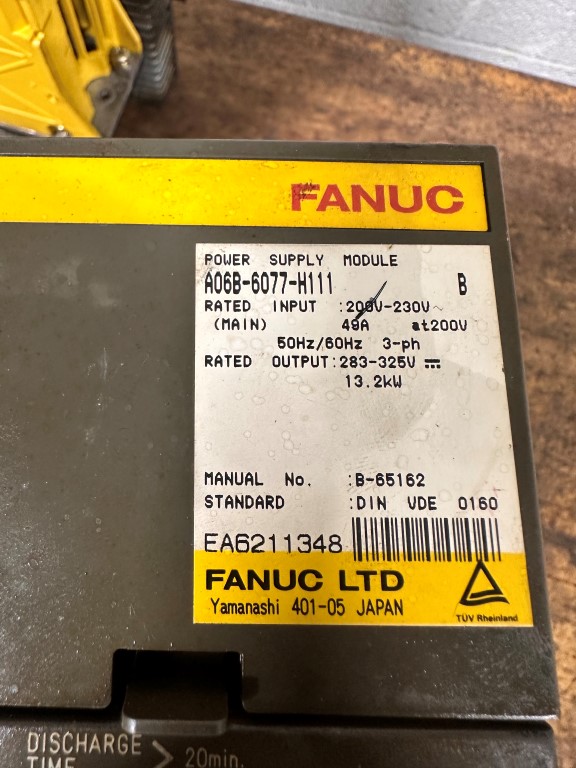 FANUC
POWER SUPPLY MODULE
A06B-6077-H111 B
RATED INPUT :200V-230V~
(MAIN) 49A at200V
50Hz/60Hz 3-ph
RATED OUTPUT:283-325V ⎓
13.2kW
MANUAL No. :B-65162
STANDARD :DIN VDE 0160
EA6211348
FANUC LTD
Yamanashi 401-05 JAPAN
TÜV Rheinland
DISCHARGE
TIME > 20min.